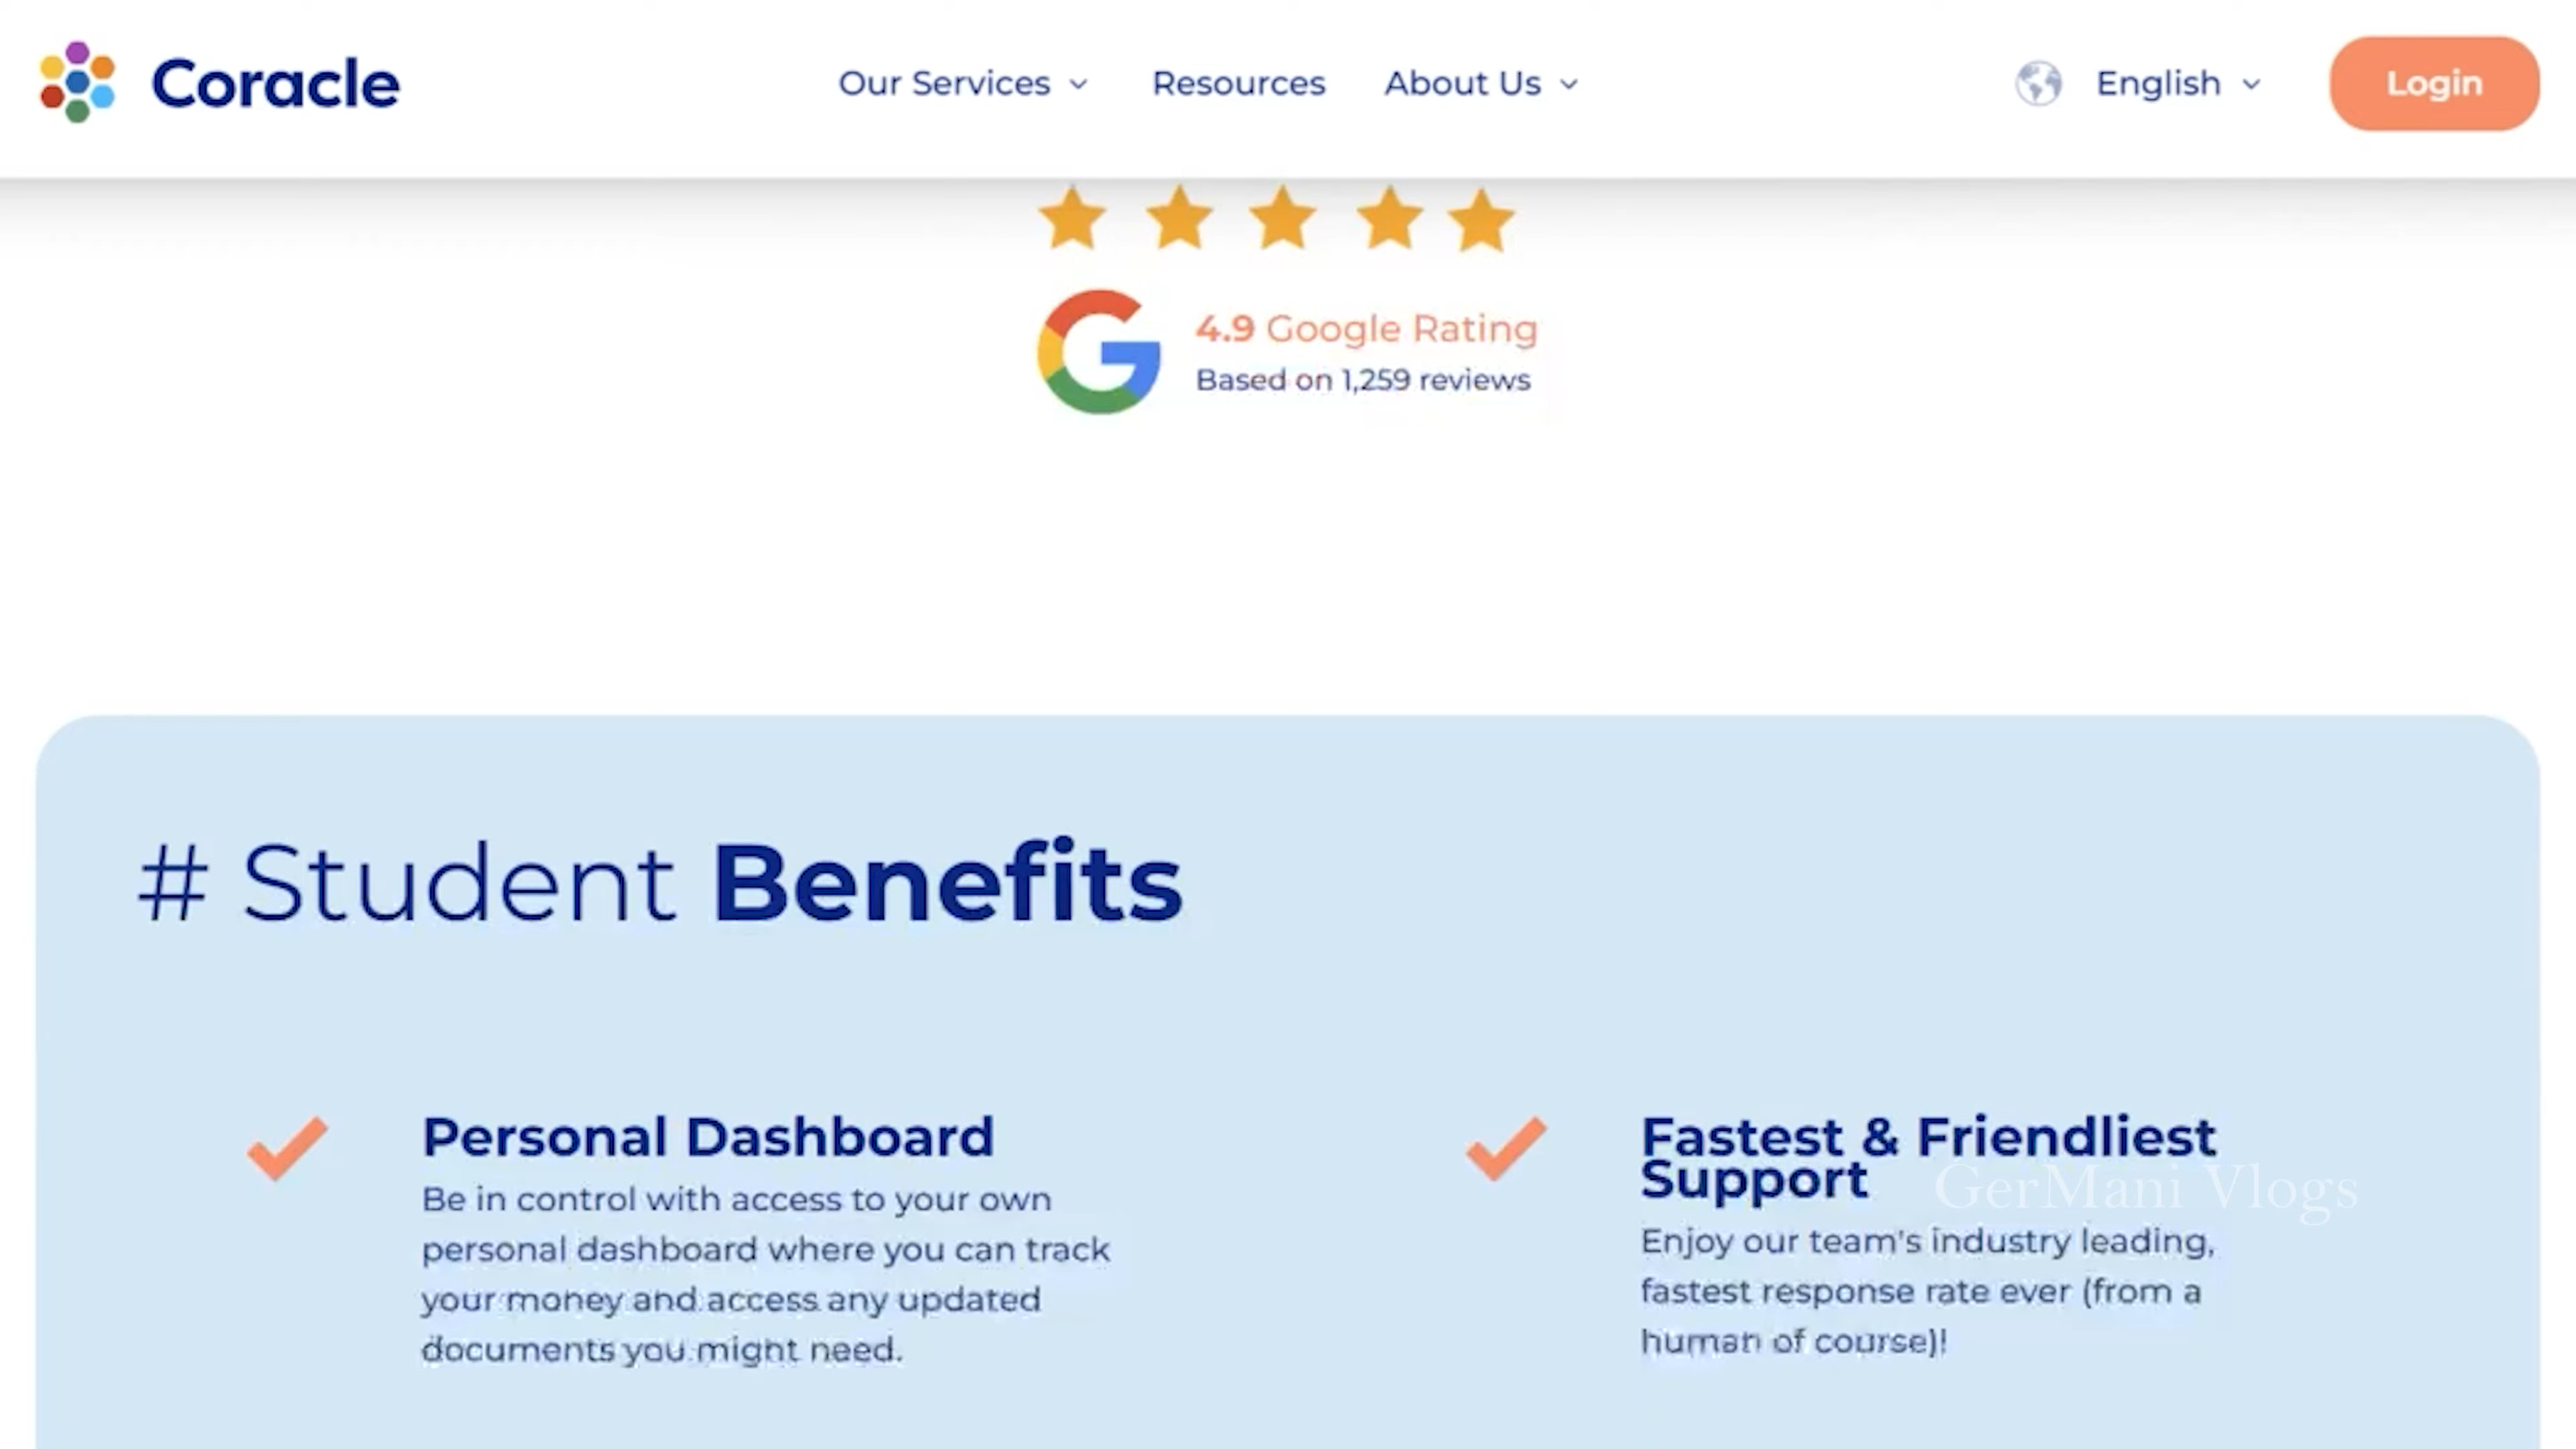 Coracle
Our Services
Resources
About Us
English
Login
4.9 Google Rating
Based on 1,259 reviews
# Student Benefits
Personal Dashboard
Be in control with access to your own
personal dashboard where you can track
your money and access any updated
documents you might need.
Fastest & Friendliest
Support
Enjoy our team's industry leading,
fastest response rate ever (from a
human of course)!
GerMani Vlogs